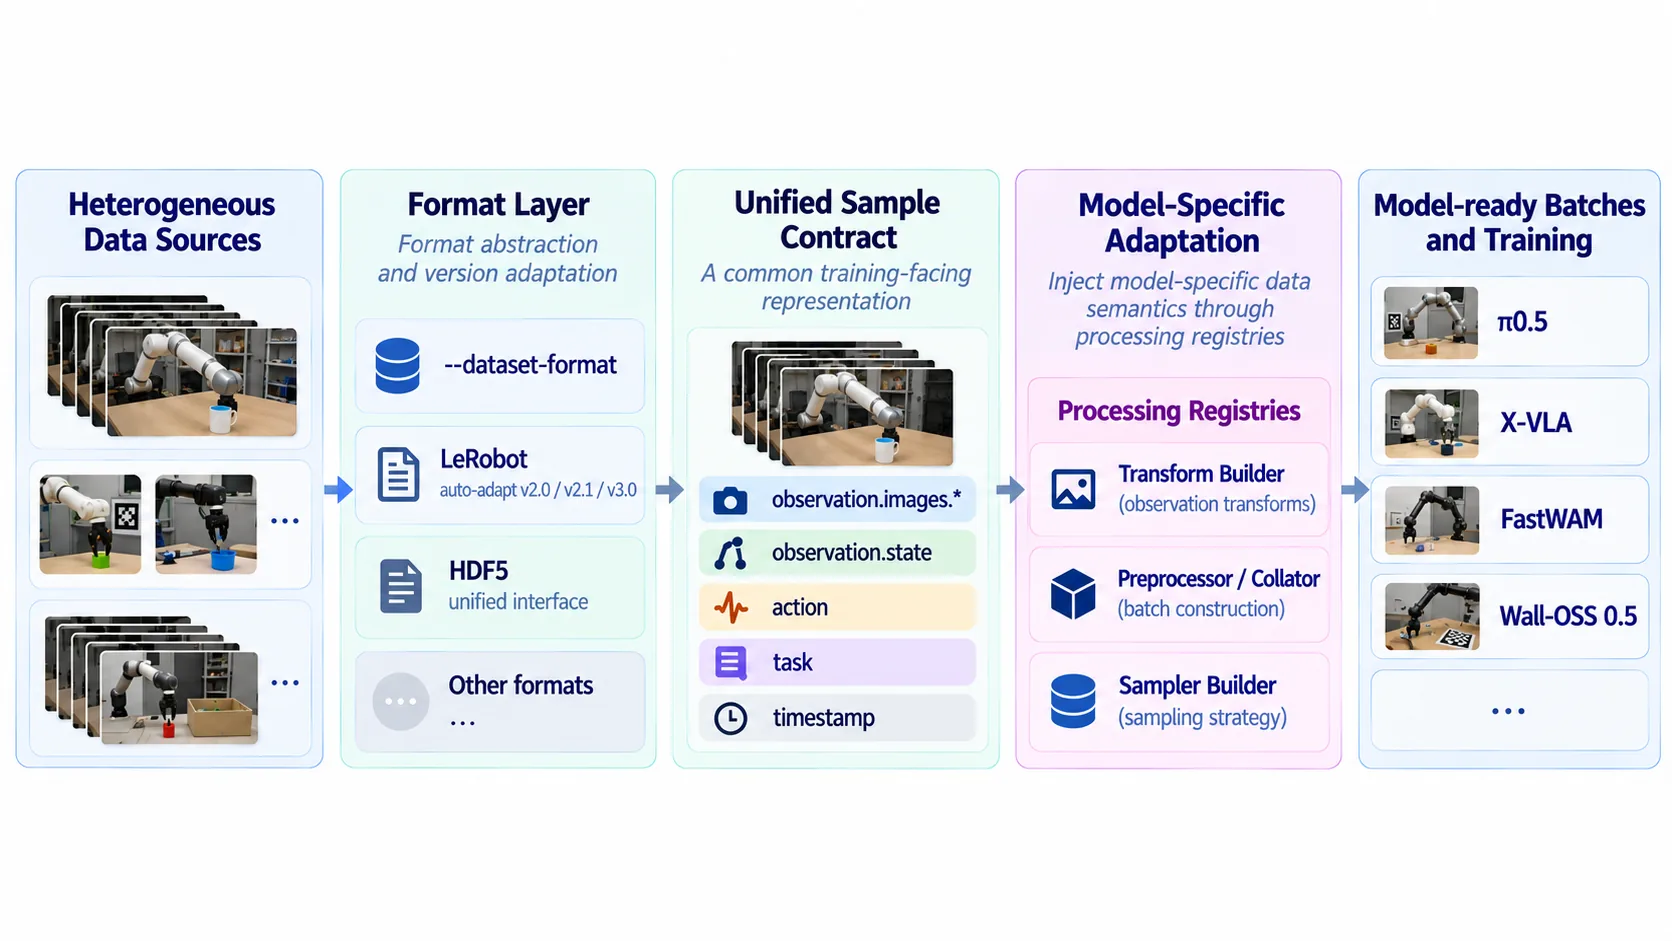 Heterogeneous
Data Sources
...
...
Format Layer
Format abstraction
and version adaptation
--dataset-format
LeRobot
auto-adapt v2.0 / v2.1 / v3.0
HDF5
unified interface
Other formats
...
Unified Sample
Contract
A common training-facing
representation
observation.images.*
observation.state
action
task
timestamp
Model-Specific
Adaptation
Inject model-specific data
semantics through
processing registries
Processing Registries
Transform Builder
(observation transforms)
Preprocessor / Collator
(batch construction)
Sampler Builder
(sampling strategy)
Model-ready Batches
and Training
π0.5
X-VLA
FastWAM
Wall-OSS 0.5
...